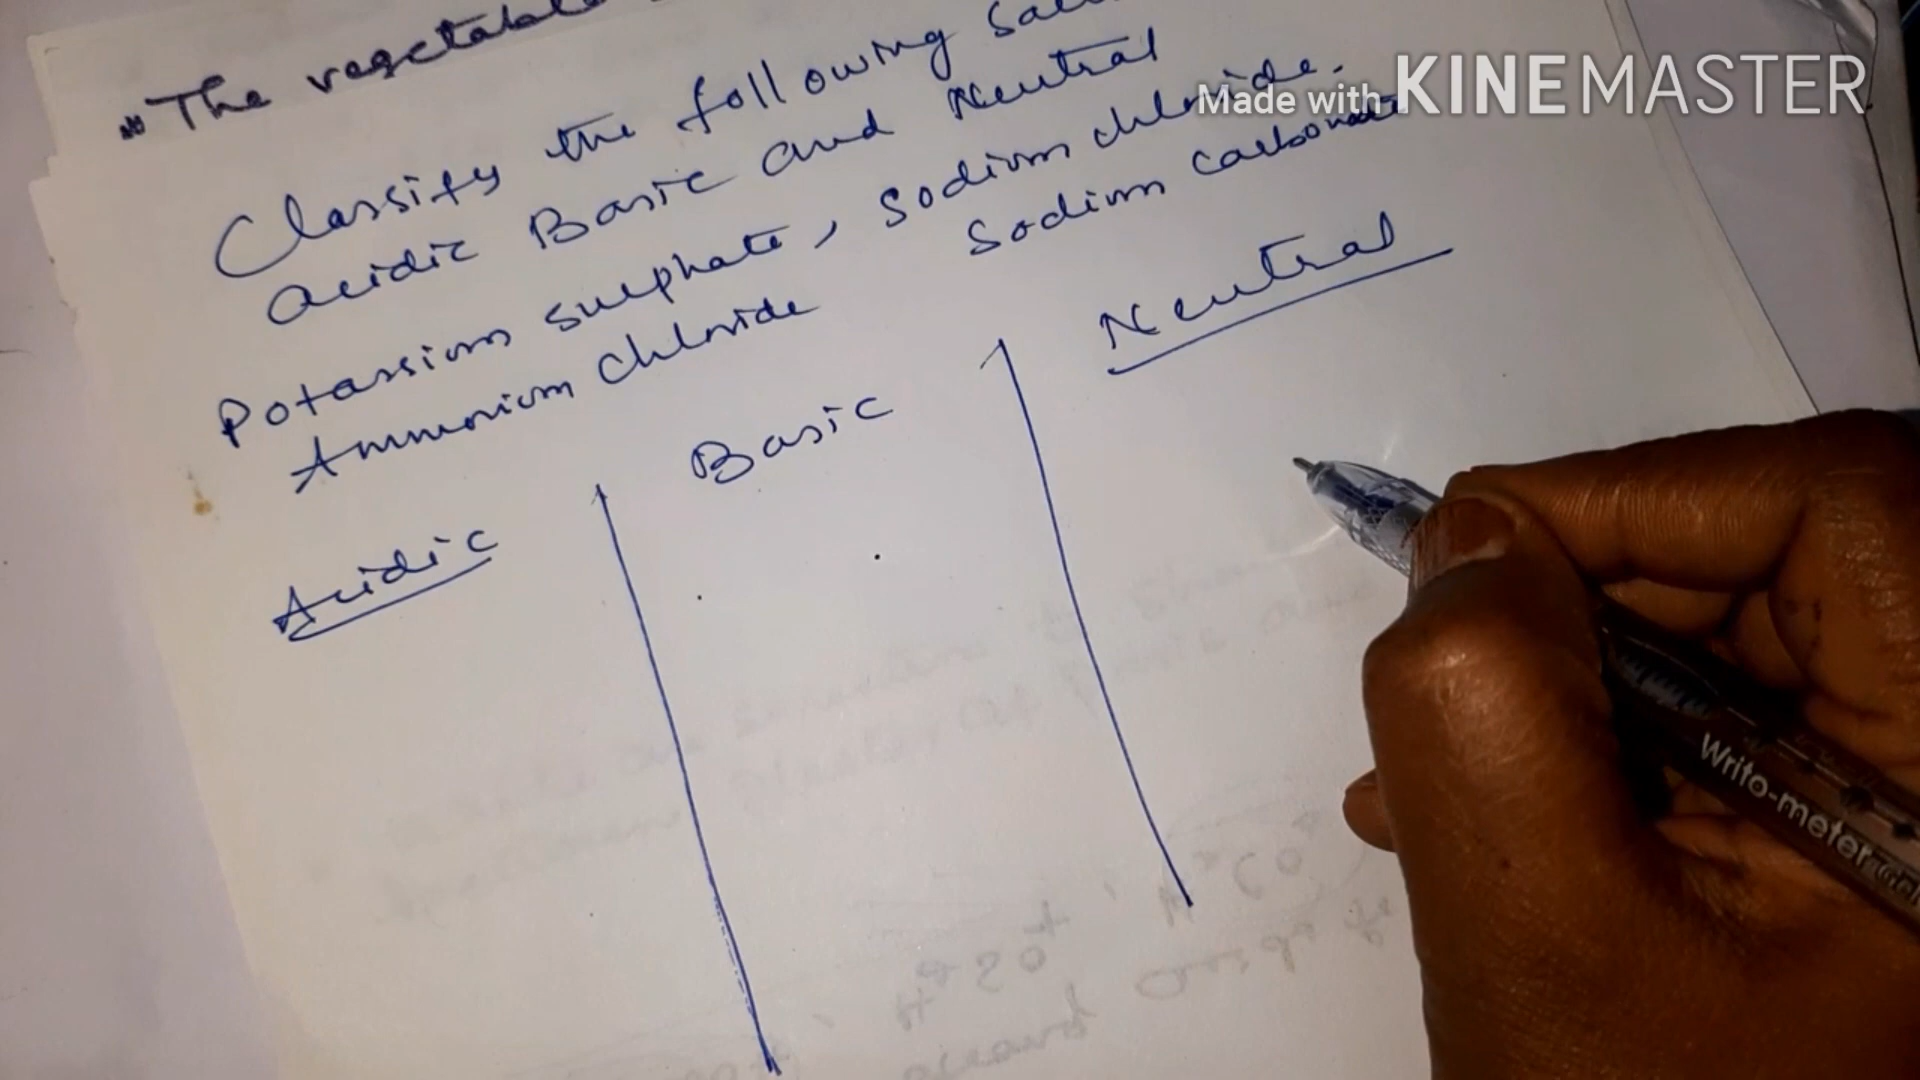 "The vegetable
Classify the following
acidic Basic and Neutral
Potassium sulphate, sodium chloride.
Ammonium chloride sodium carbonate
Acidic Basic Neutral
Made with KINEMASTER
Writo-meter